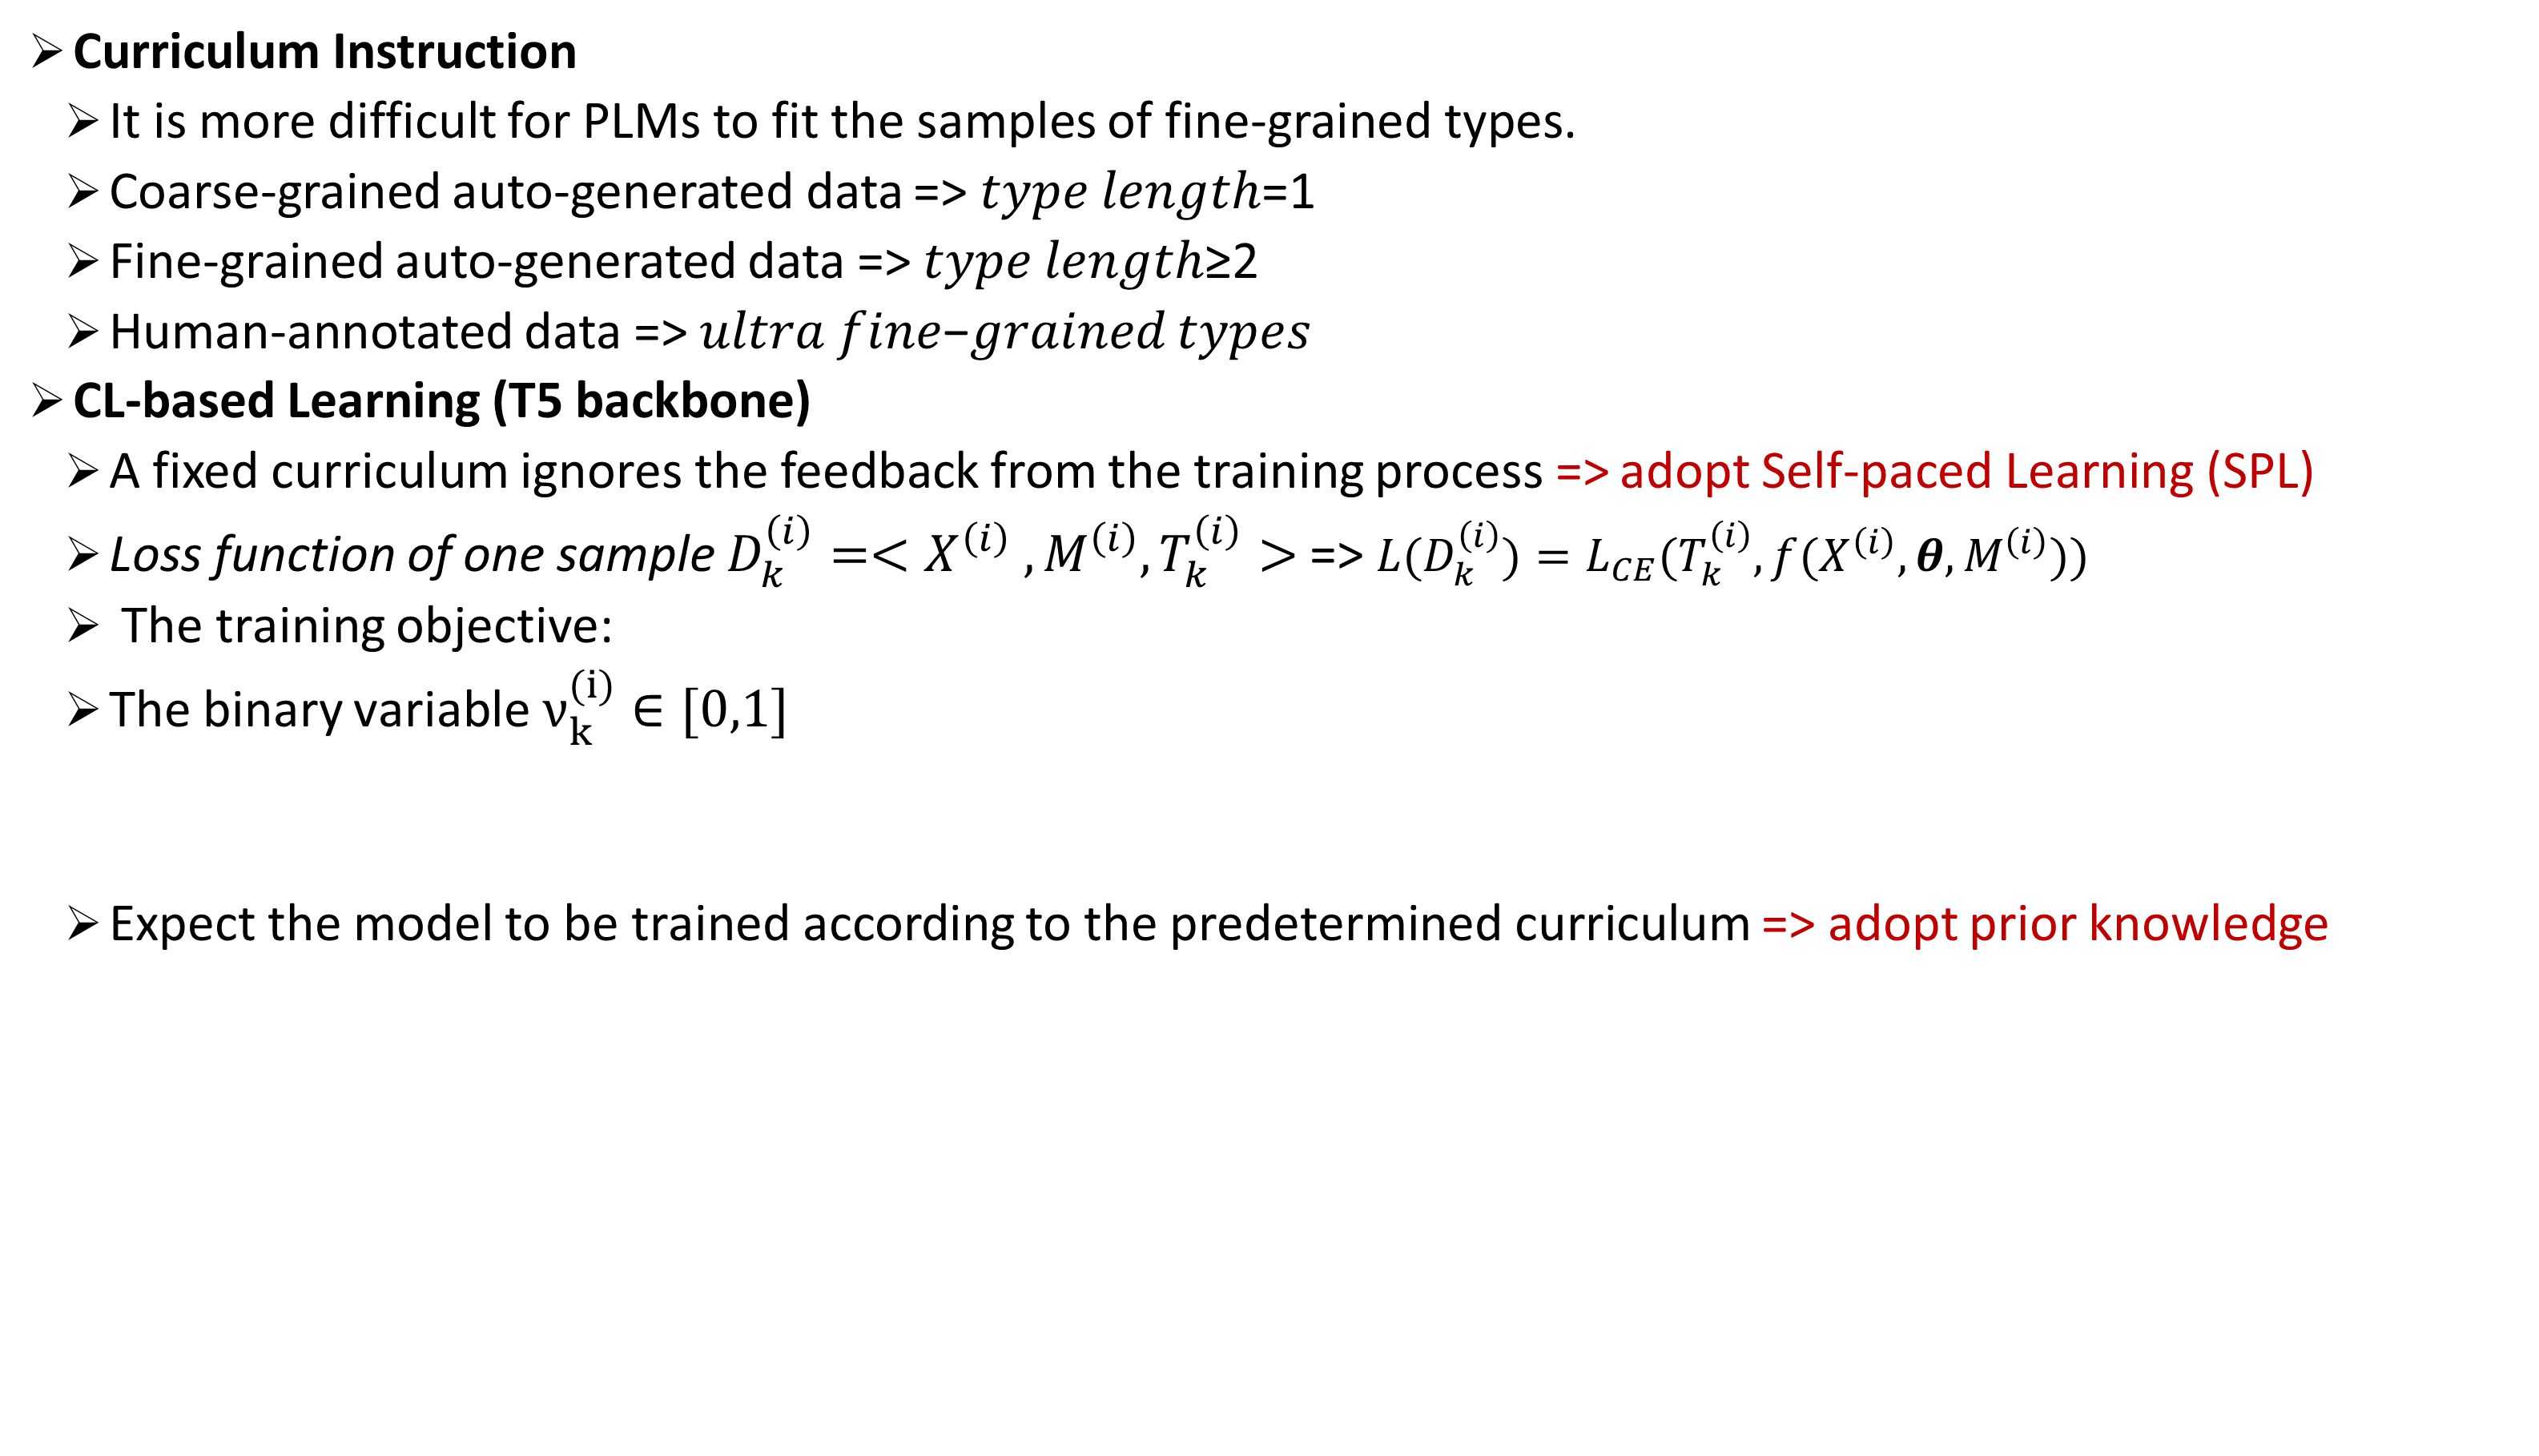 ➢ Curriculum Instruction
➢ It is more difficult for PLMs to fit the samples of fine-grained types.
➢ Coarse-grained auto-generated data => type length=1
➢ Fine-grained auto-generated data => type length≥2
➢ Human-annotated data => ultra fine−grained types
➢ CL-based Learning (T5 backbone)
➢ A fixed curriculum ignores the feedback from the training process => adopt Self-paced Learning (SPL)
➢ Loss function of one sample D_k^{(i)} =< X^{(i)} , M^{(i)}, T_k^{(i)} > => L(D_k^{(i)}) = L_{CE}(T_k^{(i)}, f(X^{(i)}, θ, M^{(i)}))
➢ The training objective:
➢ The binary variable ν_k^{(i)} ∈ [0,1]
➢ Expect the model to be trained according to the predetermined curriculum => adopt prior knowledge